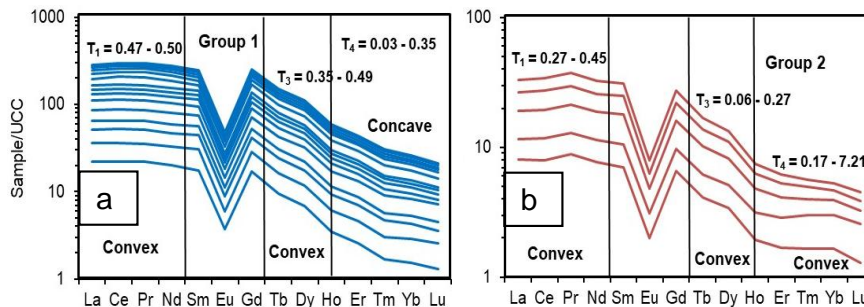 1000
T1 = 0.47 - 0.50
Group 1
T4 = 0.03 - 0.35
T3 = 0.35 - 0.49
100
Concave
Sample/UCC
10
a
Convex
Convex
1
La Ce Pr Nd Sm Eu Gd Tb Dy Ho Er Tm Yb Lu
100
b
T1 = 0.27 - 0.45
Group 2
T3 = 0.06 - 0.27
10
T4 = 0.17 - 7.21
Convex
Convex
Convex
1
La Ce Pr Nd Sm Eu Gd Tb Dy Ho Er Tm Yb